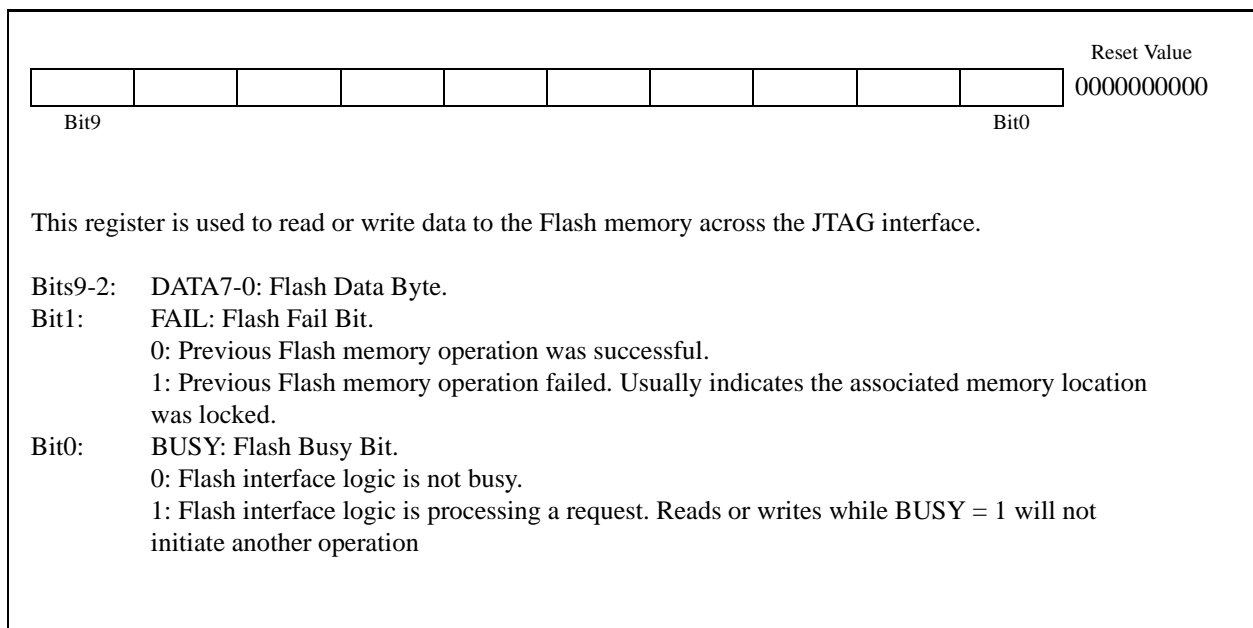 Reset Value
0000000000
Bit9 Bit0
This register is used to read or write data to the Flash memory across the JTAG interface.
Bits9-2: DATA7-0: Flash Data Byte.
Bit1: FAIL: Flash Fail Bit.
0: Previous Flash memory operation was successful.
1: Previous Flash memory operation failed. Usually indicates the associated memory location
was locked.
Bit0: BUSY: Flash Busy Bit.
0: Flash interface logic is not busy.
1: Flash interface logic is processing a request. Reads or writes while BUSY = 1 will not
initiate another operation